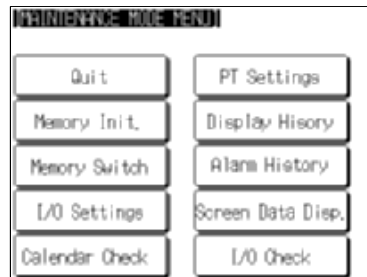 [MAINTENANCE MODE MENU]
Quit
PT Settings
Memory Init.
Display Hisory
Memory Switch
Alarm History
I/O Settings
Screen Data Disp.
Calendar Check
I/O Check